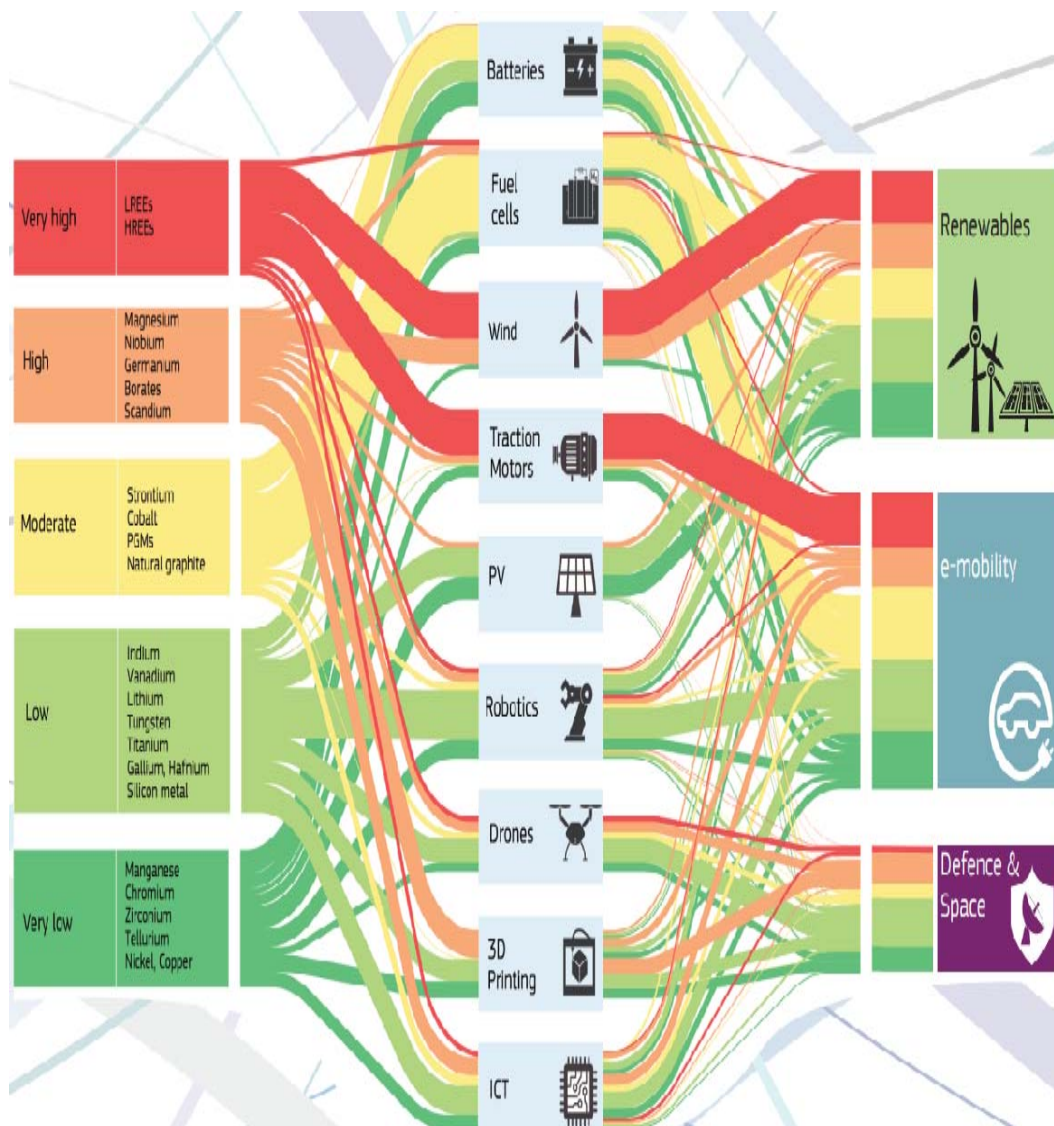 Very high
LREEs
HREEs
High
Magnesium
Niobium
Germanium
Borates
Scandium
Moderate
Strontium
Cobalt
PGMs
Natural graphite
Low
Indium
Vanadium
Lithium
Tungsten
Titanium
Gallium, Hafnium
Silicon metal
Very low
Manganese
Chromium
Zirconium
Tellurium
Nickel, Copper
Batteries
Fuel
cells
Wind
Traction
Motors
PV
Robotics
Drones
3D
Printing
ICT
Renewables
e-mobility
Defence &
Space